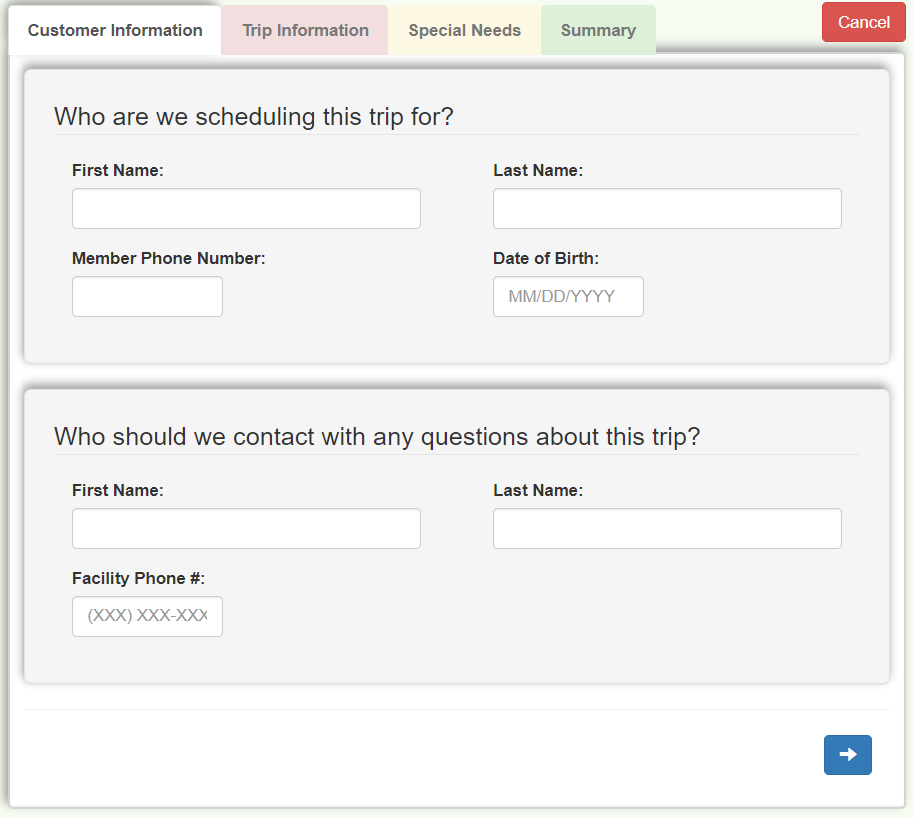 Customer Information Trip Information Special Needs Summary Cancel
Who are we scheduling this trip for?
First Name: Last Name:
Member Phone Number: Date of Birth:
MM/DD/YYYY
Who should we contact with any questions about this trip?
First Name: Last Name:
Facility Phone #:
(XXX) XXX-XXX